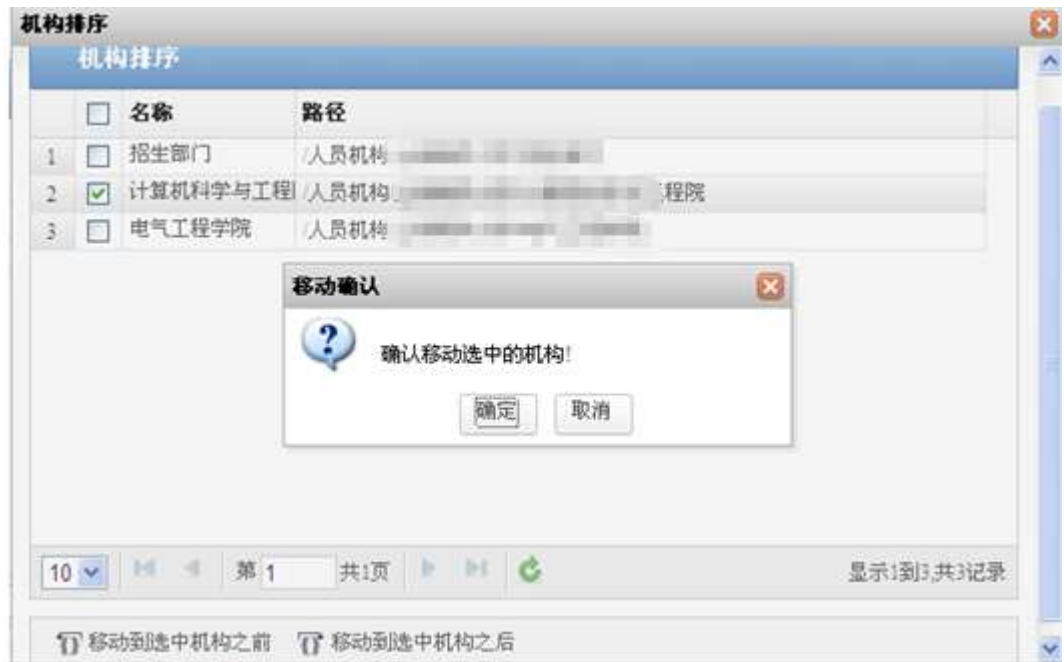 机构排序
机构排序
名称 路径
1 招生部门 /人员机构
2 计算机科学与工程 /人员机构 工程院
3 电气工程学院 /人员机构
移动确认
确认移动选中的机构!
确定 取消
10 第 1 共1页 显示1到3,共3记录
移动到选中机构之前 移动到选中机构之后